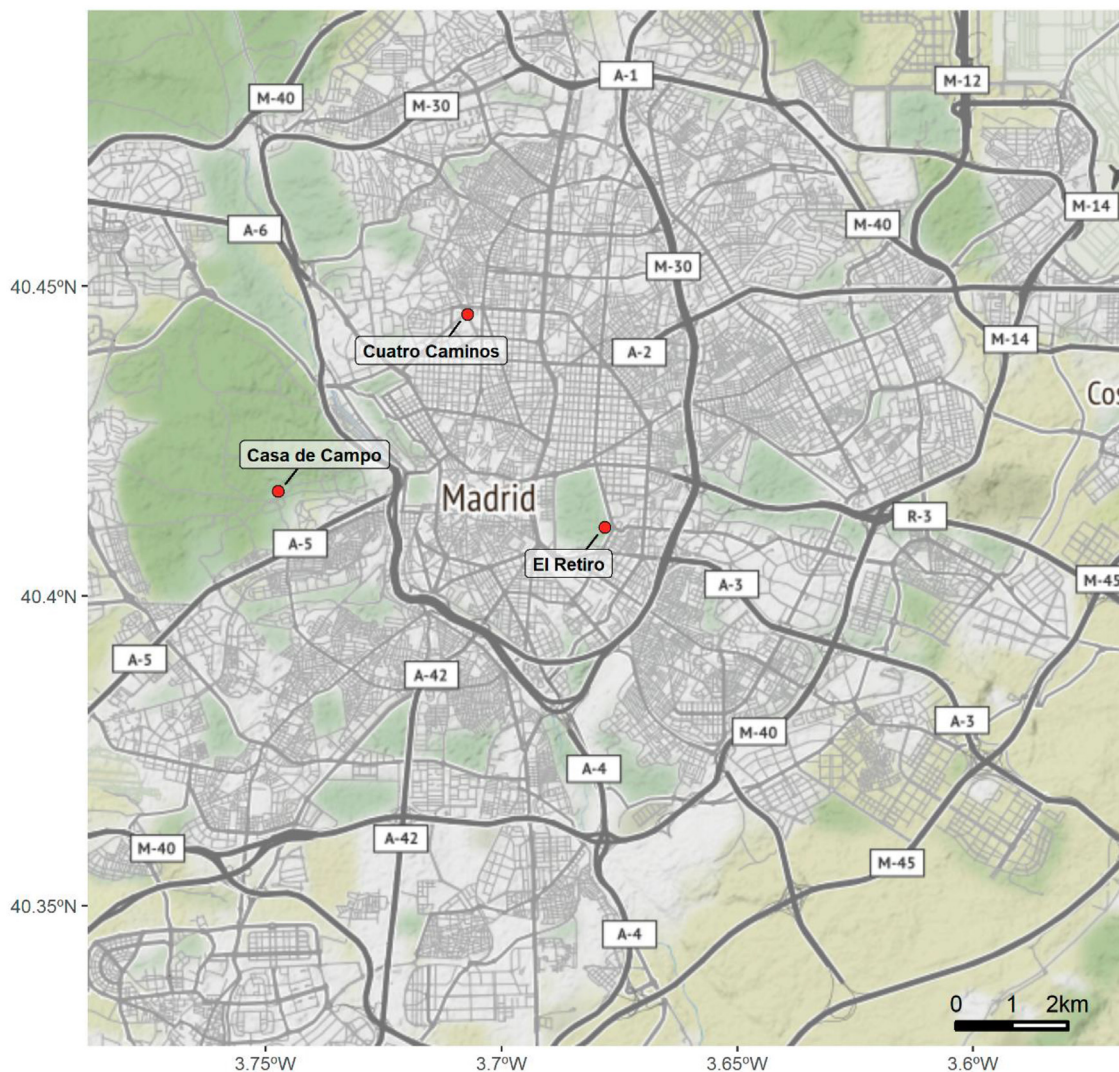 A-1
M-12
M-40
M-30
M-14
M-40
A-6
M-30
40.45ºN
M-14
A-2
Cuatro Caminos
Cos
Casa de Campo
Madrid
R-3
A-5
El Retiro
A-3
M-45
40.4ºN
A-5
A-42
A-3
M-40
A-4
A-42
M-40
M-45
40.35ºN
A-4
0 1 2km
3.75ºW 3.7ºW 3.65ºW 3.6ºW